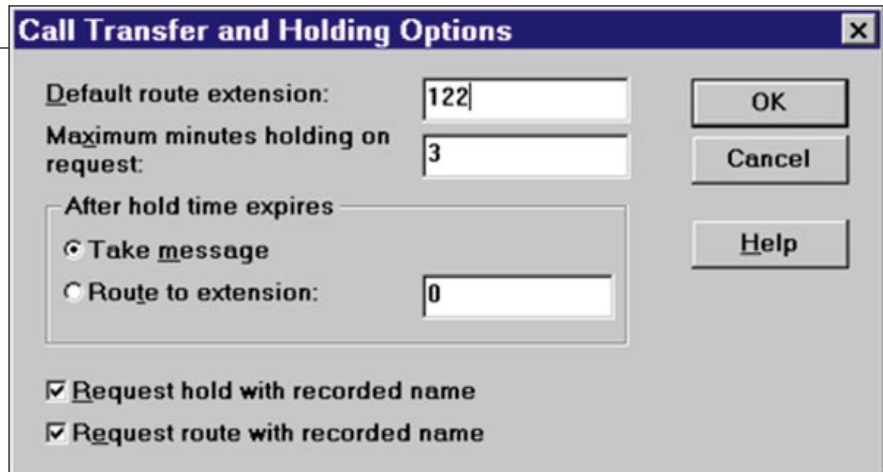 Call Transfer and Holding Options
Default route extension:
122
OK
Maximum minutes holding on
request:
3
Cancel
After hold time expires
Take message
Help
Route to extension:
0
Request hold with recorded name
Request route with recorded name